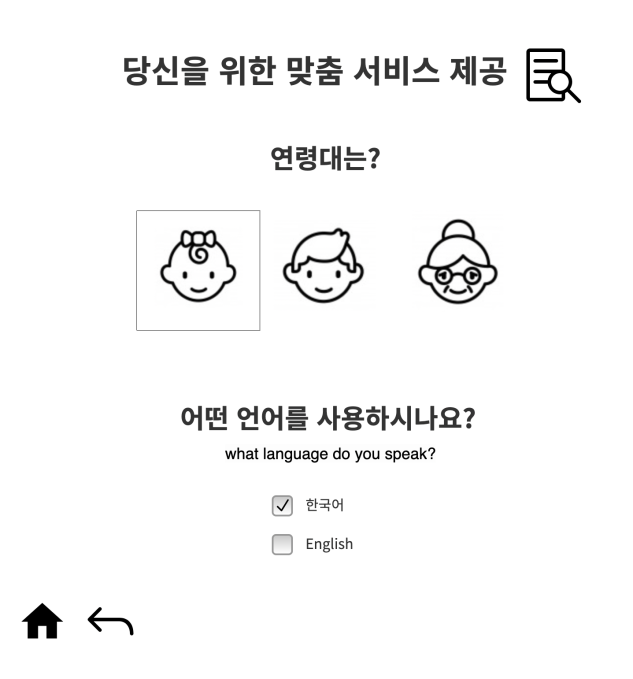 당신을 위한 맞춤 서비스 제공
연령대는?
어떤 언어를 사용하시나요?
what language do you speak?
한국어
English